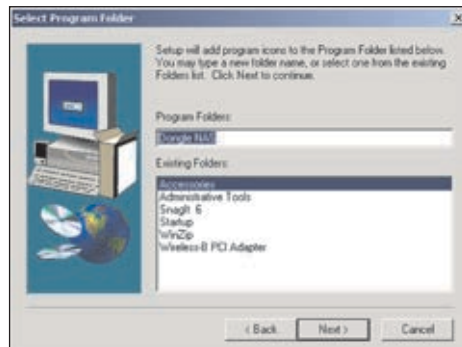 Select Program Folder
Setup will add program icons to the Program Folder listed below.
You may type a new folder name, or select one from the existing
Folders list. Click Next to continue.
Program Folders:
Dongle NAS
Existing Folders:
Accessories
Administrative Tools
SnagIt 6
Startup
WinZip
Wireless-B PCI Adapter
< Back
Next >
Cancel